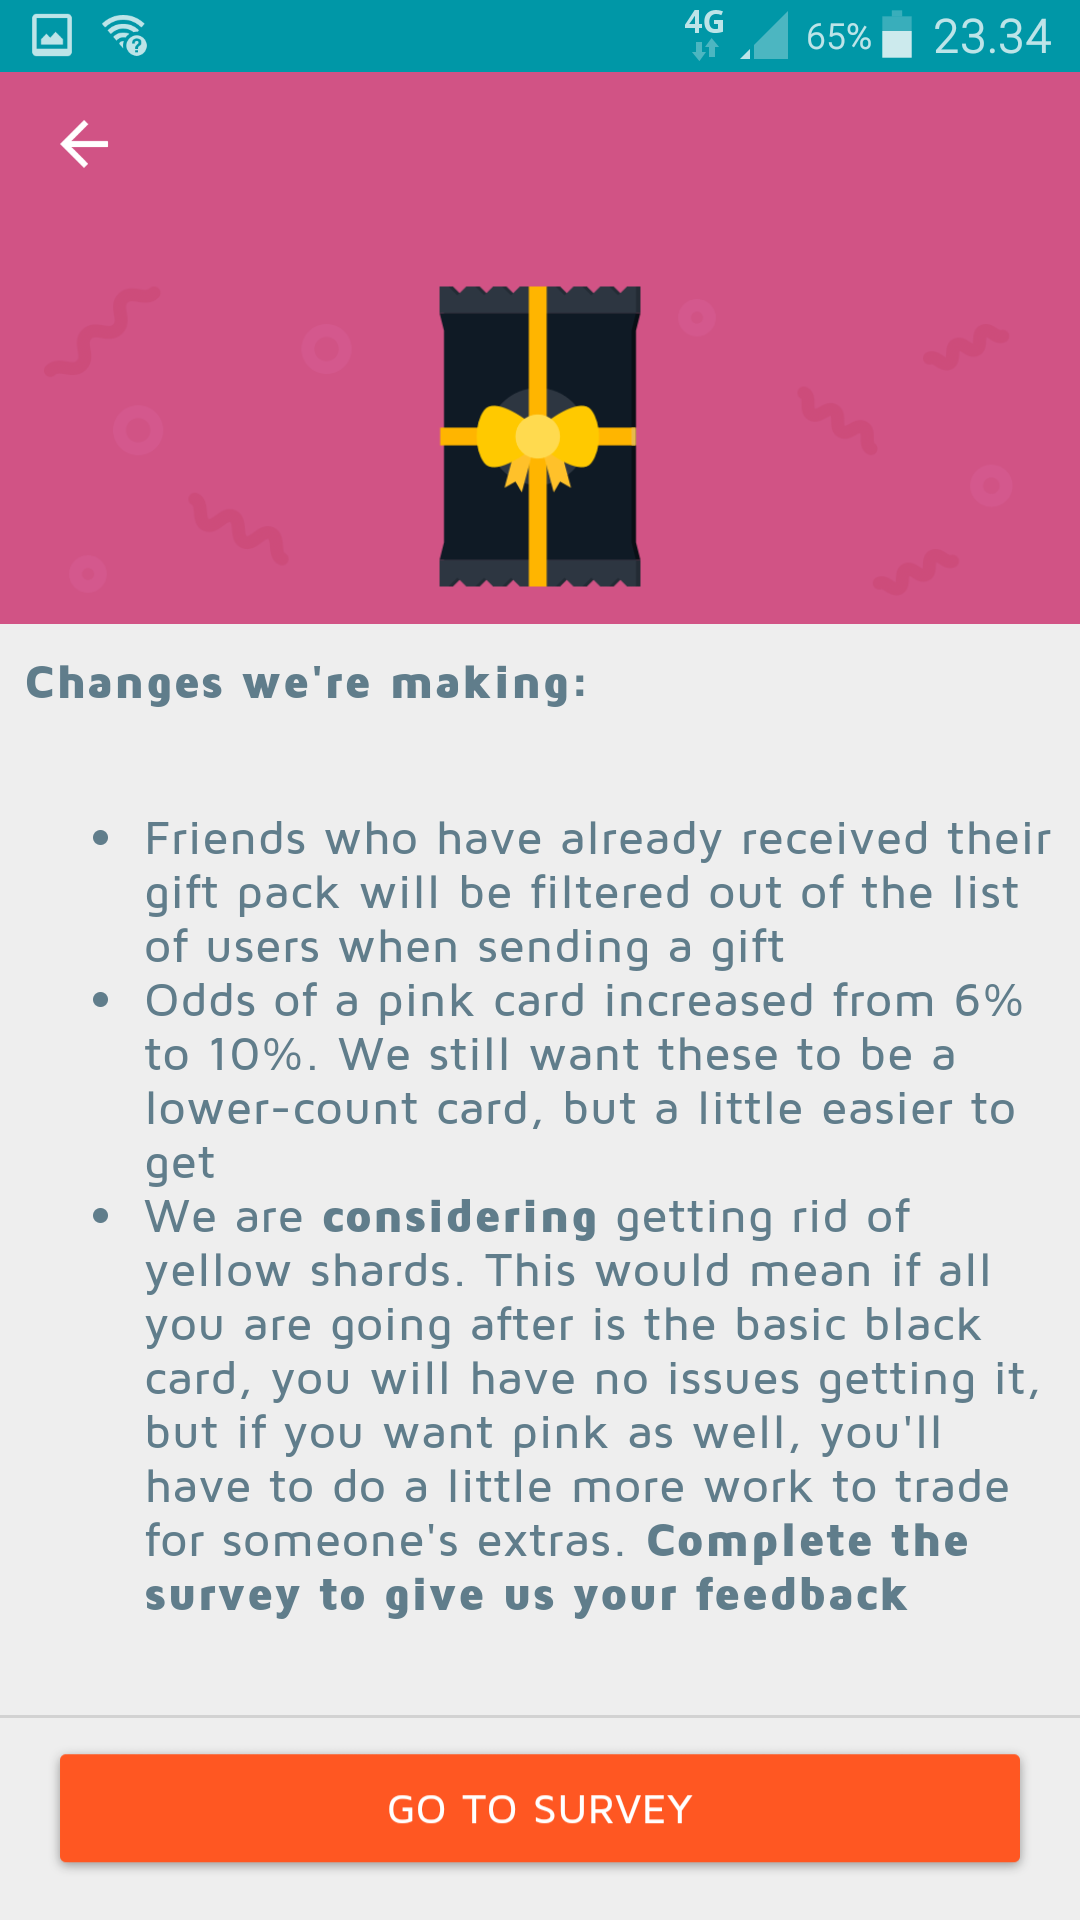 4G 65% 23.34
Changes we're making:
• Friends who have already received their
gift pack will be filtered out of the list
of users when sending a gift
• Odds of a pink card increased from 6%
to 10%. We still want these to be a
lower-count card, but a little easier to
get
• We are considering getting rid of
yellow shards. This would mean if all
you are going after is the basic black
card, you will have no issues getting it,
but if you want pink as well, you'll
have to do a little more work to trade
for someone's extras. Complete the
survey to give us your feedback
GO TO SURVEY